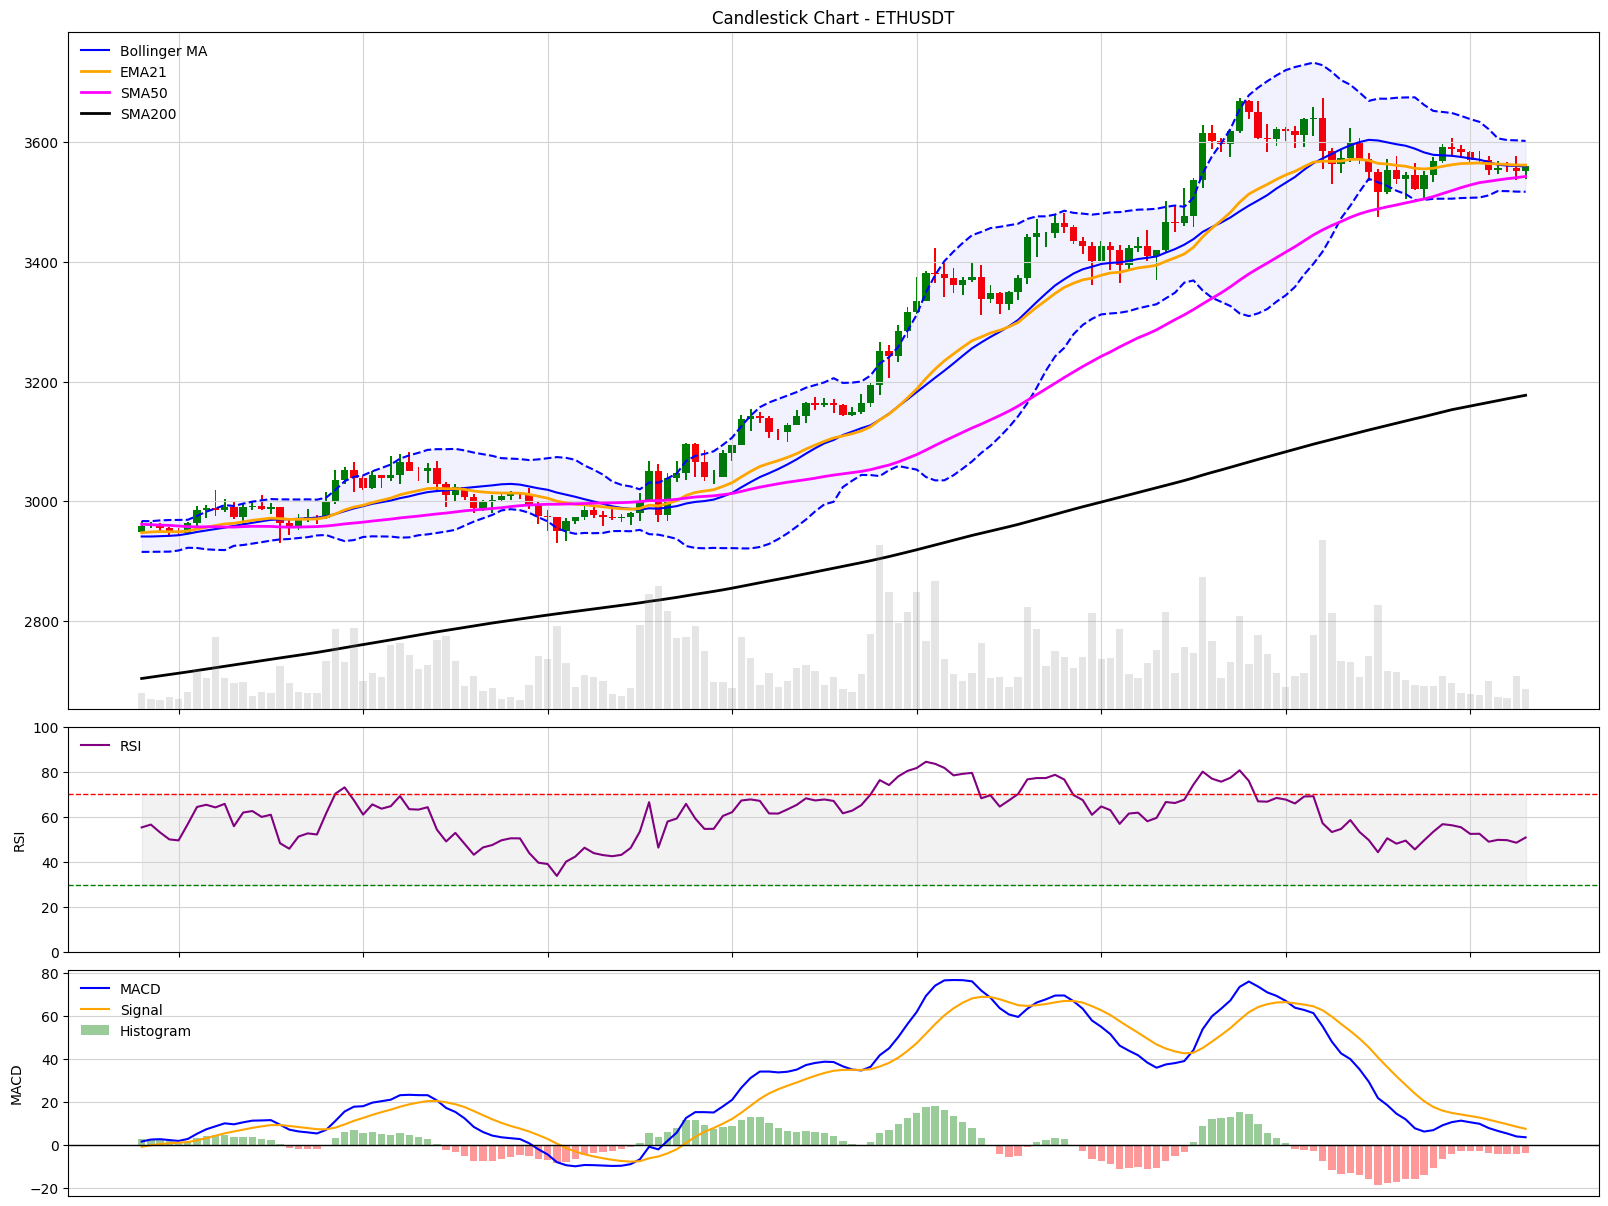 Candlestick Chart - ETHUSDT
Bollinger MA
EMA21
SMA50
SMA200
3600
3400
3200
3000
2800
100
80
60
40
20
0
RSI
RSI
80
60
40
20
0
−20
MACD
MACD
Signal
Histogram